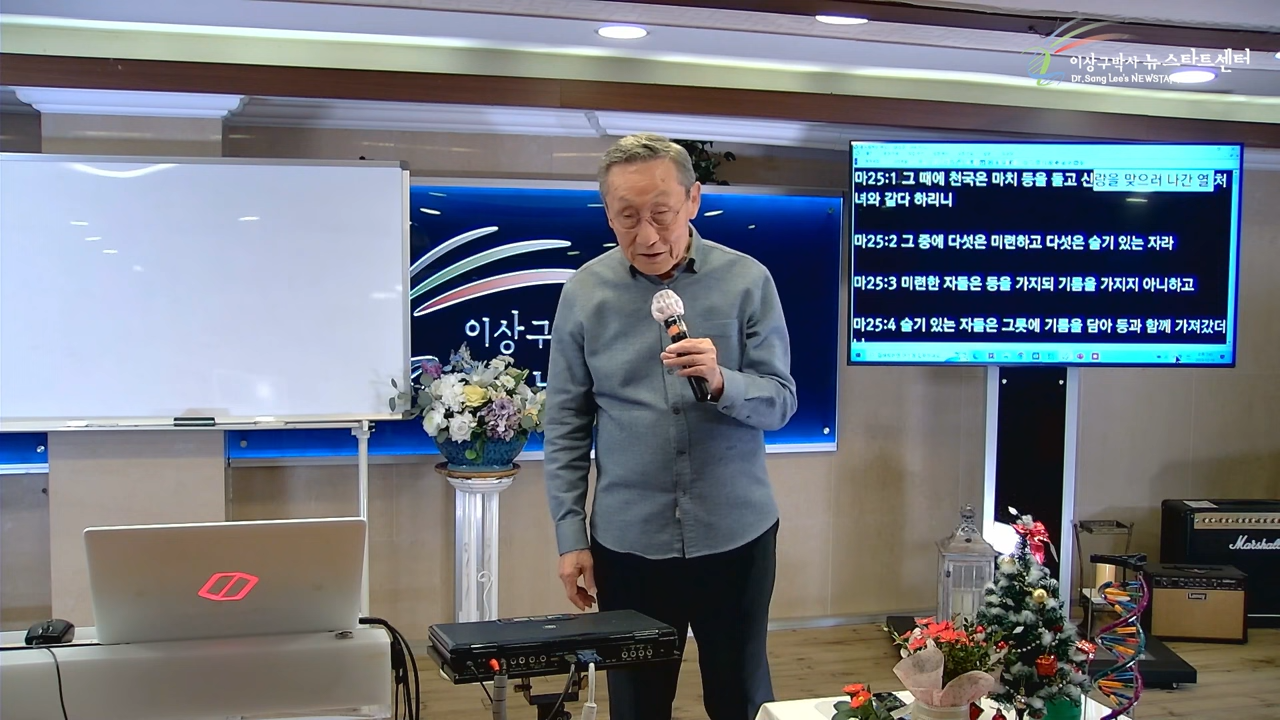 이상구박사 뉴스타트센터
Dr.Sang Lee's NEWSTA
마25:1 그 때에 천국은 마치 등을 들고 신랑을 맞으러 나간 열 처
녀와 같다 하리니
마25:2 그 중에 다섯은 미련하고 다섯은 슬기 있는 자라
마25:3 미련한 자들은 등을 가지되 기름을 가지지 아니하고
마25:4 슬기 있는 자들은 그릇에 기름을 담아 등과 함께 가져갔더
이상구
Marshall
Laney